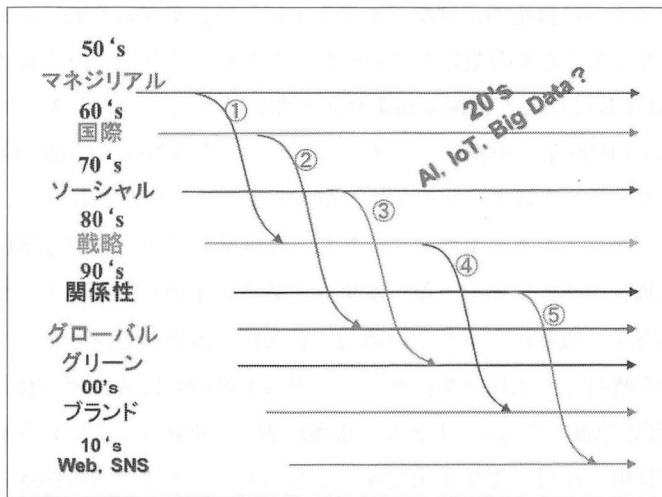 50‘s
マネジリアル
60‘s
国際
70's
ソーシャル
80‘s
戦略
90‘s
関係性
グローバル
グリーン
00's
ブランド
10‘s
Web, SNS
①
②
③
④
⑤
20's
AI, IoT, Big Data?